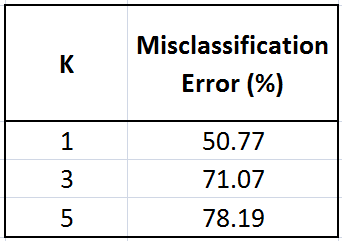 K Misclassification Error (%)
1 50.77
3 71.07
5 78.19